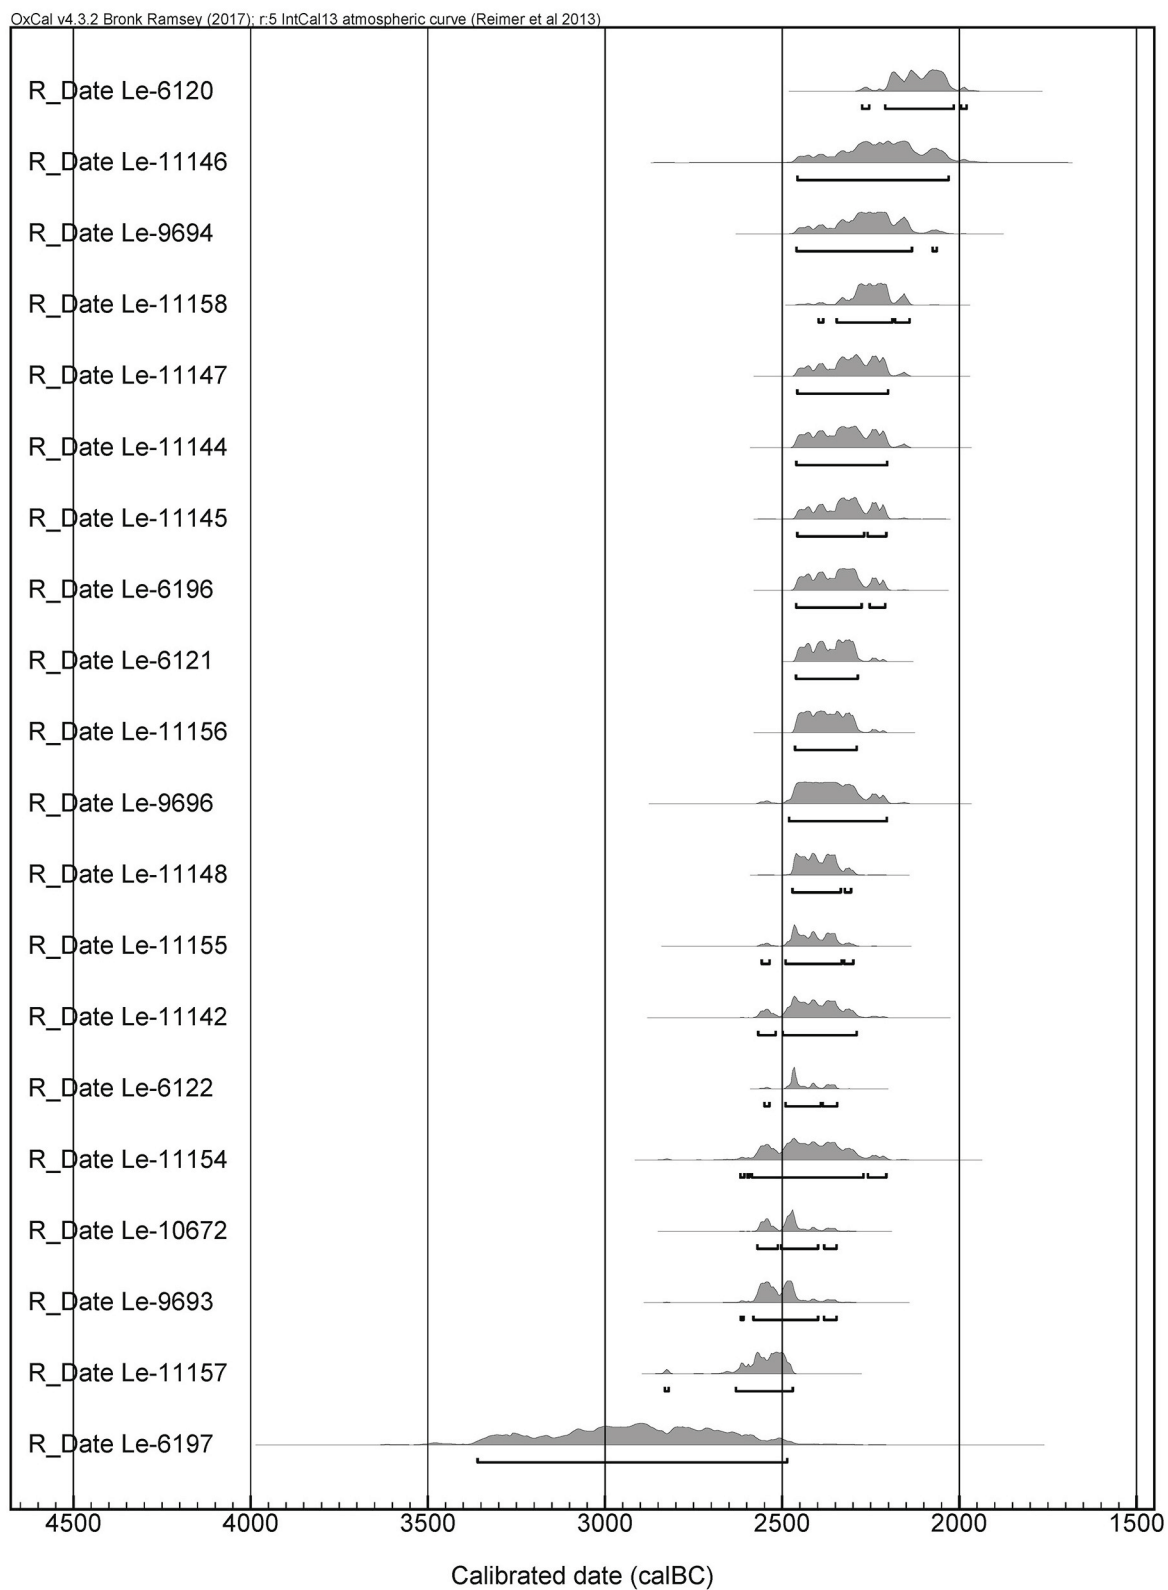 OxCal v4.3.2 Bronk Ramsey (2017); r:5 IntCal13 atmospheric curve (Reimer et al 2013)
R_Date Le-6120
R_Date Le-11146
R_Date Le-9694
R_Date Le-11158
R_Date Le-11147
R_Date Le-11144
R_Date Le-11145
R_Date Le-6196
R_Date Le-6121
R_Date Le-11156
R_Date Le-9696
R_Date Le-11148
R_Date Le-11155
R_Date Le-11142
R_Date Le-6122
R_Date Le-11154
R_Date Le-10672
R_Date Le-9693
R_Date Le-11157
R_Date Le-6197
4500 4000 3500 3000 2500 2000 1500
Calibrated date (calBC)